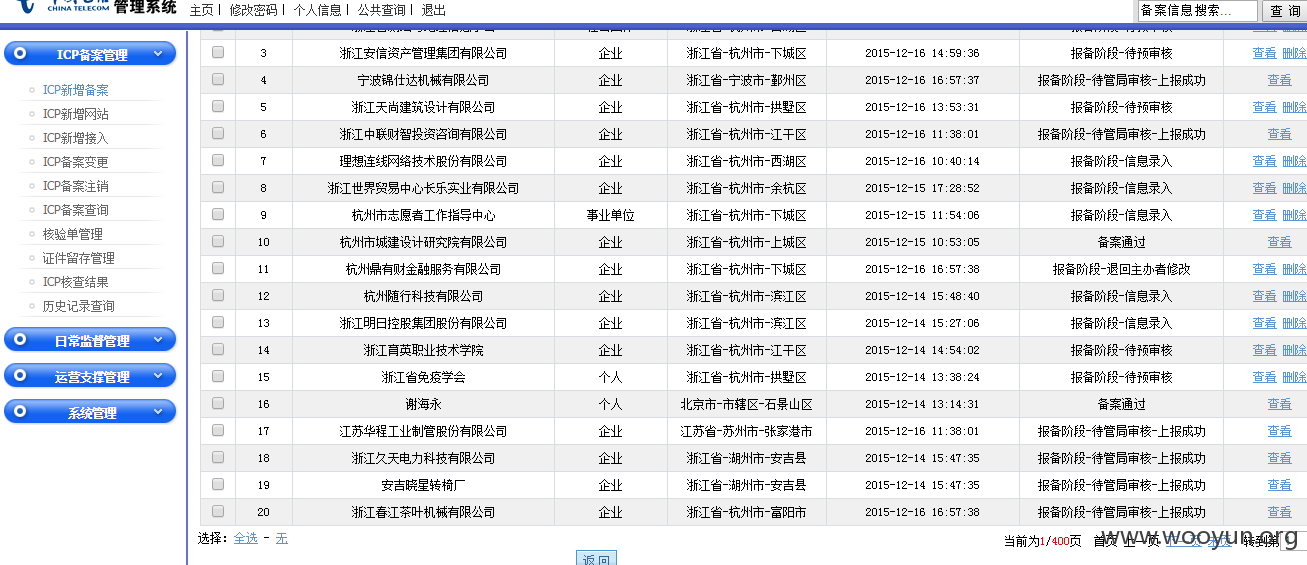 CHINA TELECOM 管理系统 主页 | 修改密码 | 个人信息 | 公共查询 | 退出 备案信息搜索... 查 询
ICP备案管理
ICP新增备案
ICP新增网站
ICP新增接入
ICP备案变更
ICP备案注销
ICP备案查询
核验单管理
证件留存管理
ICP核查结果
历史记录查询
日常监督管理
运营支撑管理
系统管理
3 浙江安信资产管理集团有限公司 企业 浙江省-杭州市-下城区 2015-12-16 14:59:36 报备阶段-待预审核 查看 删除
4 宁波锦仕达机械有限公司 企业 浙江省-宁波市-鄞州区 2015-12-16 16:57:37 报备阶段-待管局审核-上报成功 查看
5 浙江天尚建筑设计有限公司 企业 浙江省-杭州市-拱墅区 2015-12-16 13:53:31 报备阶段-待预审核 查看 删除
6 浙江中联财智投资咨询有限公司 企业 浙江省-杭州市-江干区 2015-12-16 11:38:01 报备阶段-待管局审核-上报成功 查看
7 理想连线网络技术股份有限公司 企业 浙江省-杭州市-西湖区 2015-12-16 10:40:14 报备阶段-信息录入 查看 删除
8 浙江世界贸易中心长乐实业有限公司 企业 浙江省-杭州市-余杭区 2015-12-15 17:28:52 报备阶段-信息录入 查看 删除
9 杭州市志愿者工作指导中心 事业单位 浙江省-杭州市-下城区 2015-12-15 11:54:06 报备阶段-信息录入 查看 删除
10 杭州市城建设计研究院有限公司 企业 浙江省-杭州市-上城区 2015-12-15 10:53:05 备案通过 查看
11 杭州鼎有财金融服务有限公司 企业 浙江省-杭州市-下城区 2015-12-16 16:57:38 报备阶段-退回主办者修改 查看 删除
12 杭州随行科技有限公司 企业 浙江省-杭州市-滨江区 2015-12-14 15:48:40 报备阶段-信息录入 查看 删除
13 浙江明日控股集团股份有限公司 企业 浙江省-杭州市-滨江区 2015-12-14 15:27:06 报备阶段-信息录入 查看 删除
14 浙江育英职业技术学院 企业 浙江省-杭州市-江干区 2015-12-14 14:54:02 报备阶段-待预审核 查看 删除
15 浙江省免疫学会 个人 浙江省-杭州市-拱墅区 2015-12-14 13:38:24 报备阶段-待预审核 查看 删除
16 谢海永 个人 北京市-市辖区-石景山区 2015-12-14 13:14:31 备案通过 查看
17 江苏华程工业制管股份有限公司 企业 江苏省-苏州市-张家港市 2015-12-16 11:38:01 报备阶段-待管局审核-上报成功 查看
18 浙江久天电力科技有限公司 企业 浙江省-湖州市-安吉县 2015-12-14 15:47:35 报备阶段-待管局审核-上报成功 查看
19 安吉晓星转椅厂 企业 浙江省-湖州市-安吉县 2015-12-14 15:47:35 报备阶段-待管局审核-上报成功 查看
20 浙江春江茶叶机械有限公司 企业 浙江省-杭州市-富阳市 2015-12-16 16:57:38 报备阶段-待管局审核-上报成功 查看
选择: 全选 - 无
当前为1/400页 首页 上一页 下一页 末页 转到第
www.wooyun.org
返 回